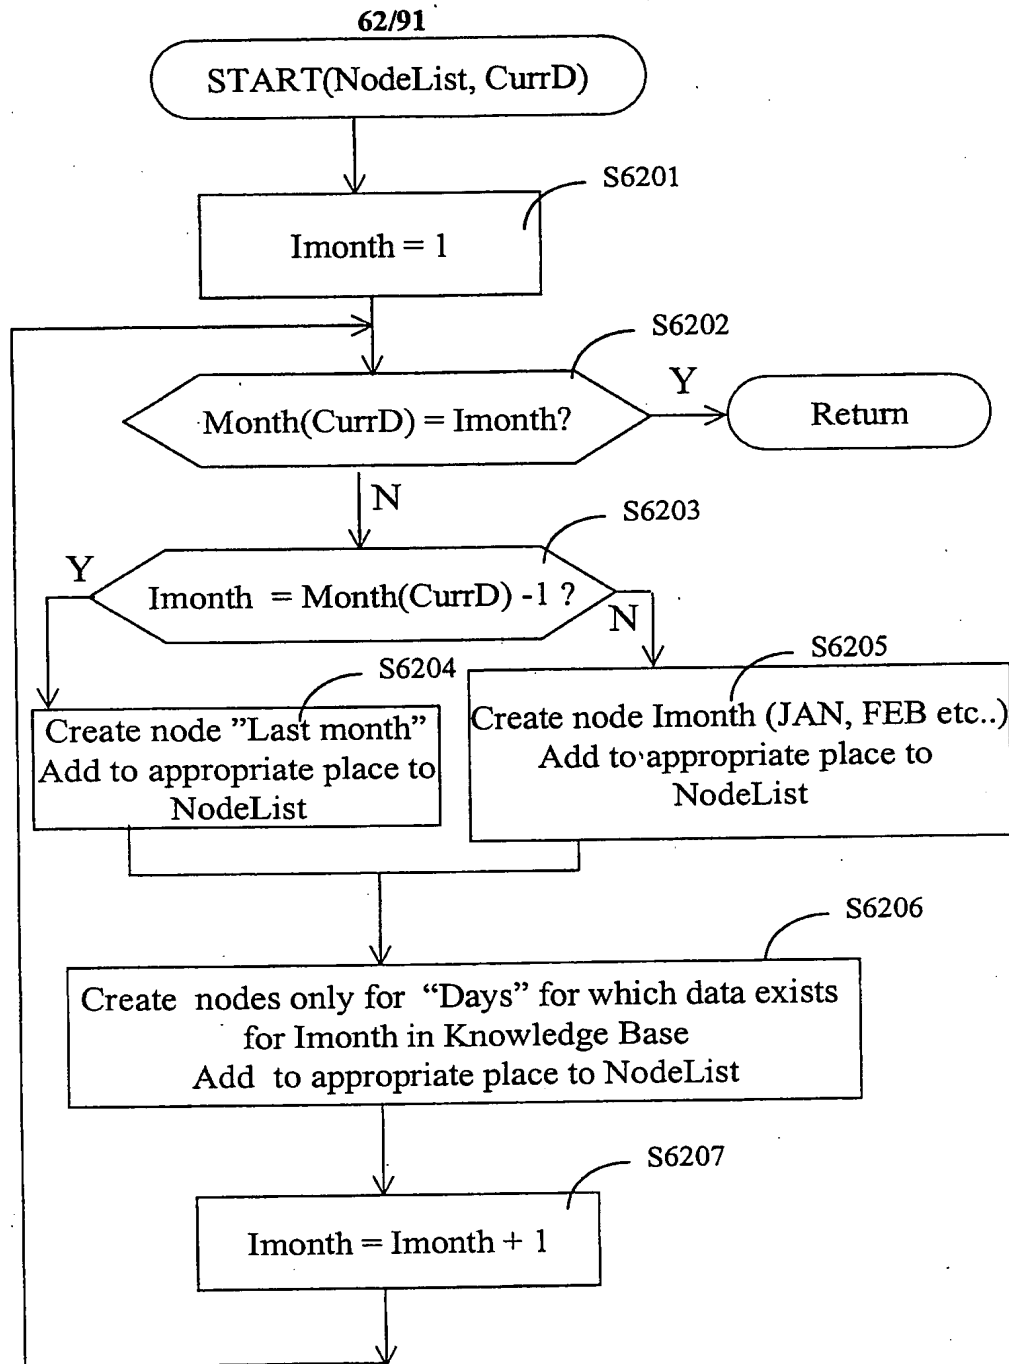 62/91
START(NodeList, CurrD)
S6201
Imonth = 1
S6202
Month(CurrD) = Imonth?
Y
Return
N
S6203
Y
Imonth = Month(CurrD) -1 ?
N
S6204
S6205
Create node "Last month"
Add to appropriate place to
NodeList
Create node Imonth (JAN, FEB etc..)
Add to appropriate place to
NodeList
S6206
Create nodes only for “Days” for which data exists
for Imonth in Knowledge Base
Add to appropriate place to NodeList
S6207
Imonth = Imonth + 1